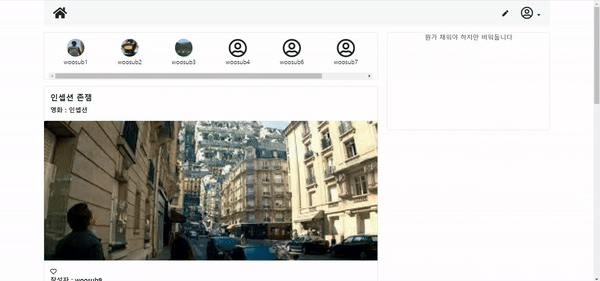 woosub1
woosub2
woosub3
woosub4
woosub6
woosub7
뭔가 채워야 하지만 비워둡니다
인셉션 존잼
영화 : 인셉션
작성자 : woosub9